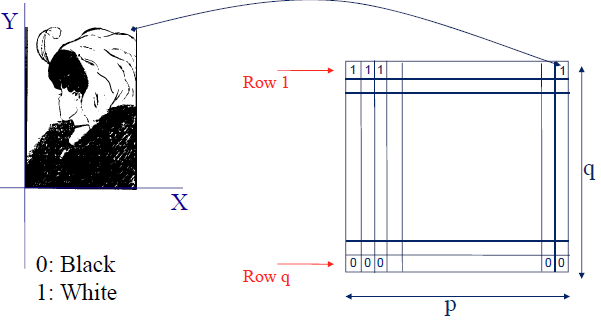 Y
X
0: Black
1: White
Row 1
1 1 1 1
q
Row q
0 0 0 0 0
p